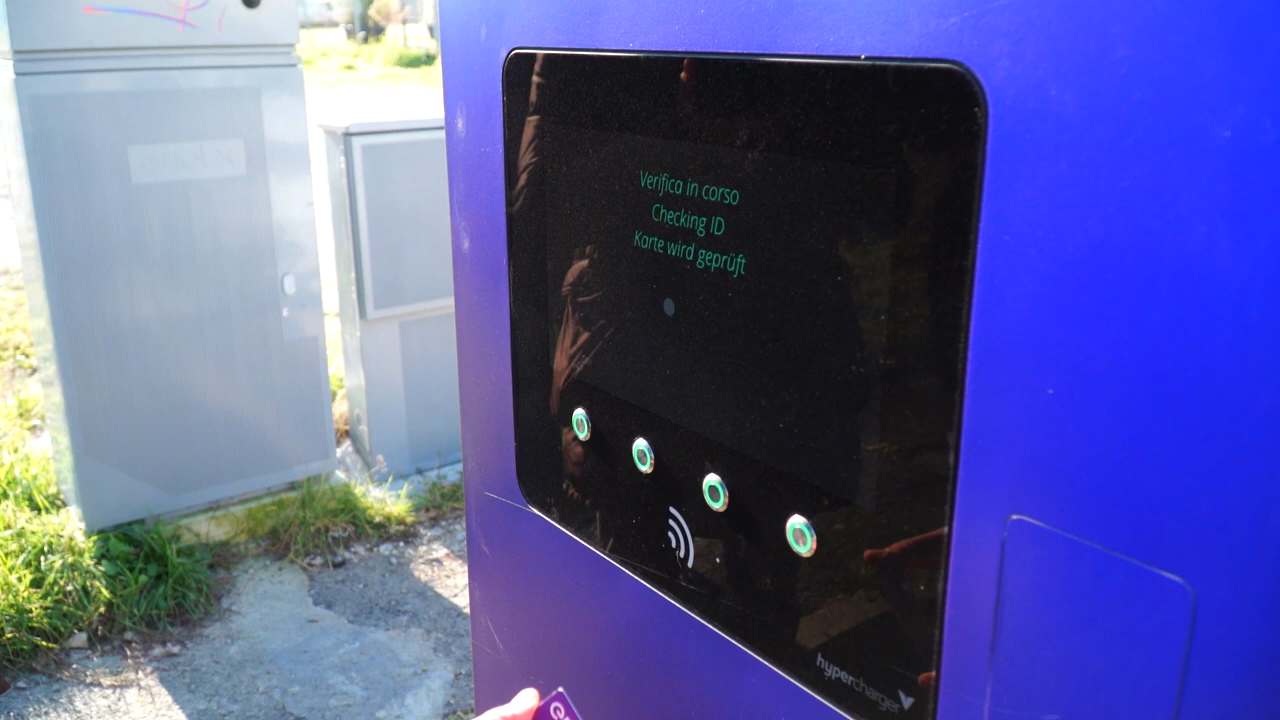 Verifica in corso
Checking ID
Karte wird geprüft
hypercharger